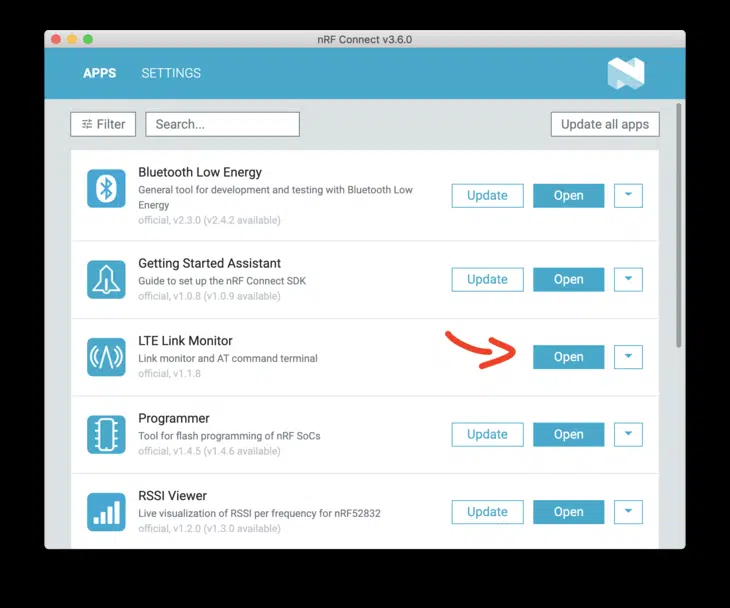 nRF Connect v3.6.0
APPS SETTINGS
Filter Search... Update all apps
Bluetooth Low Energy
General tool for development and testing with Bluetooth Low
Energy
official, v2.3.0 (v2.4.2 available)
Update Open
Getting Started Assistant
Guide to set up the nRF Connect SDK
official, v1.0.8 (v1.0.9 available)
Update Open
LTE Link Monitor
Link monitor and AT command terminal
official, v1.1.8
Open
Programmer
Tool for flash programming of nRF SoCs
official, v1.4.5 (v1.4.6 available)
Update Open
RSSI Viewer
Live visualization of RSSI per frequency for nRF52832
official, v1.2.0 (v1.3.0 available)
Update Open